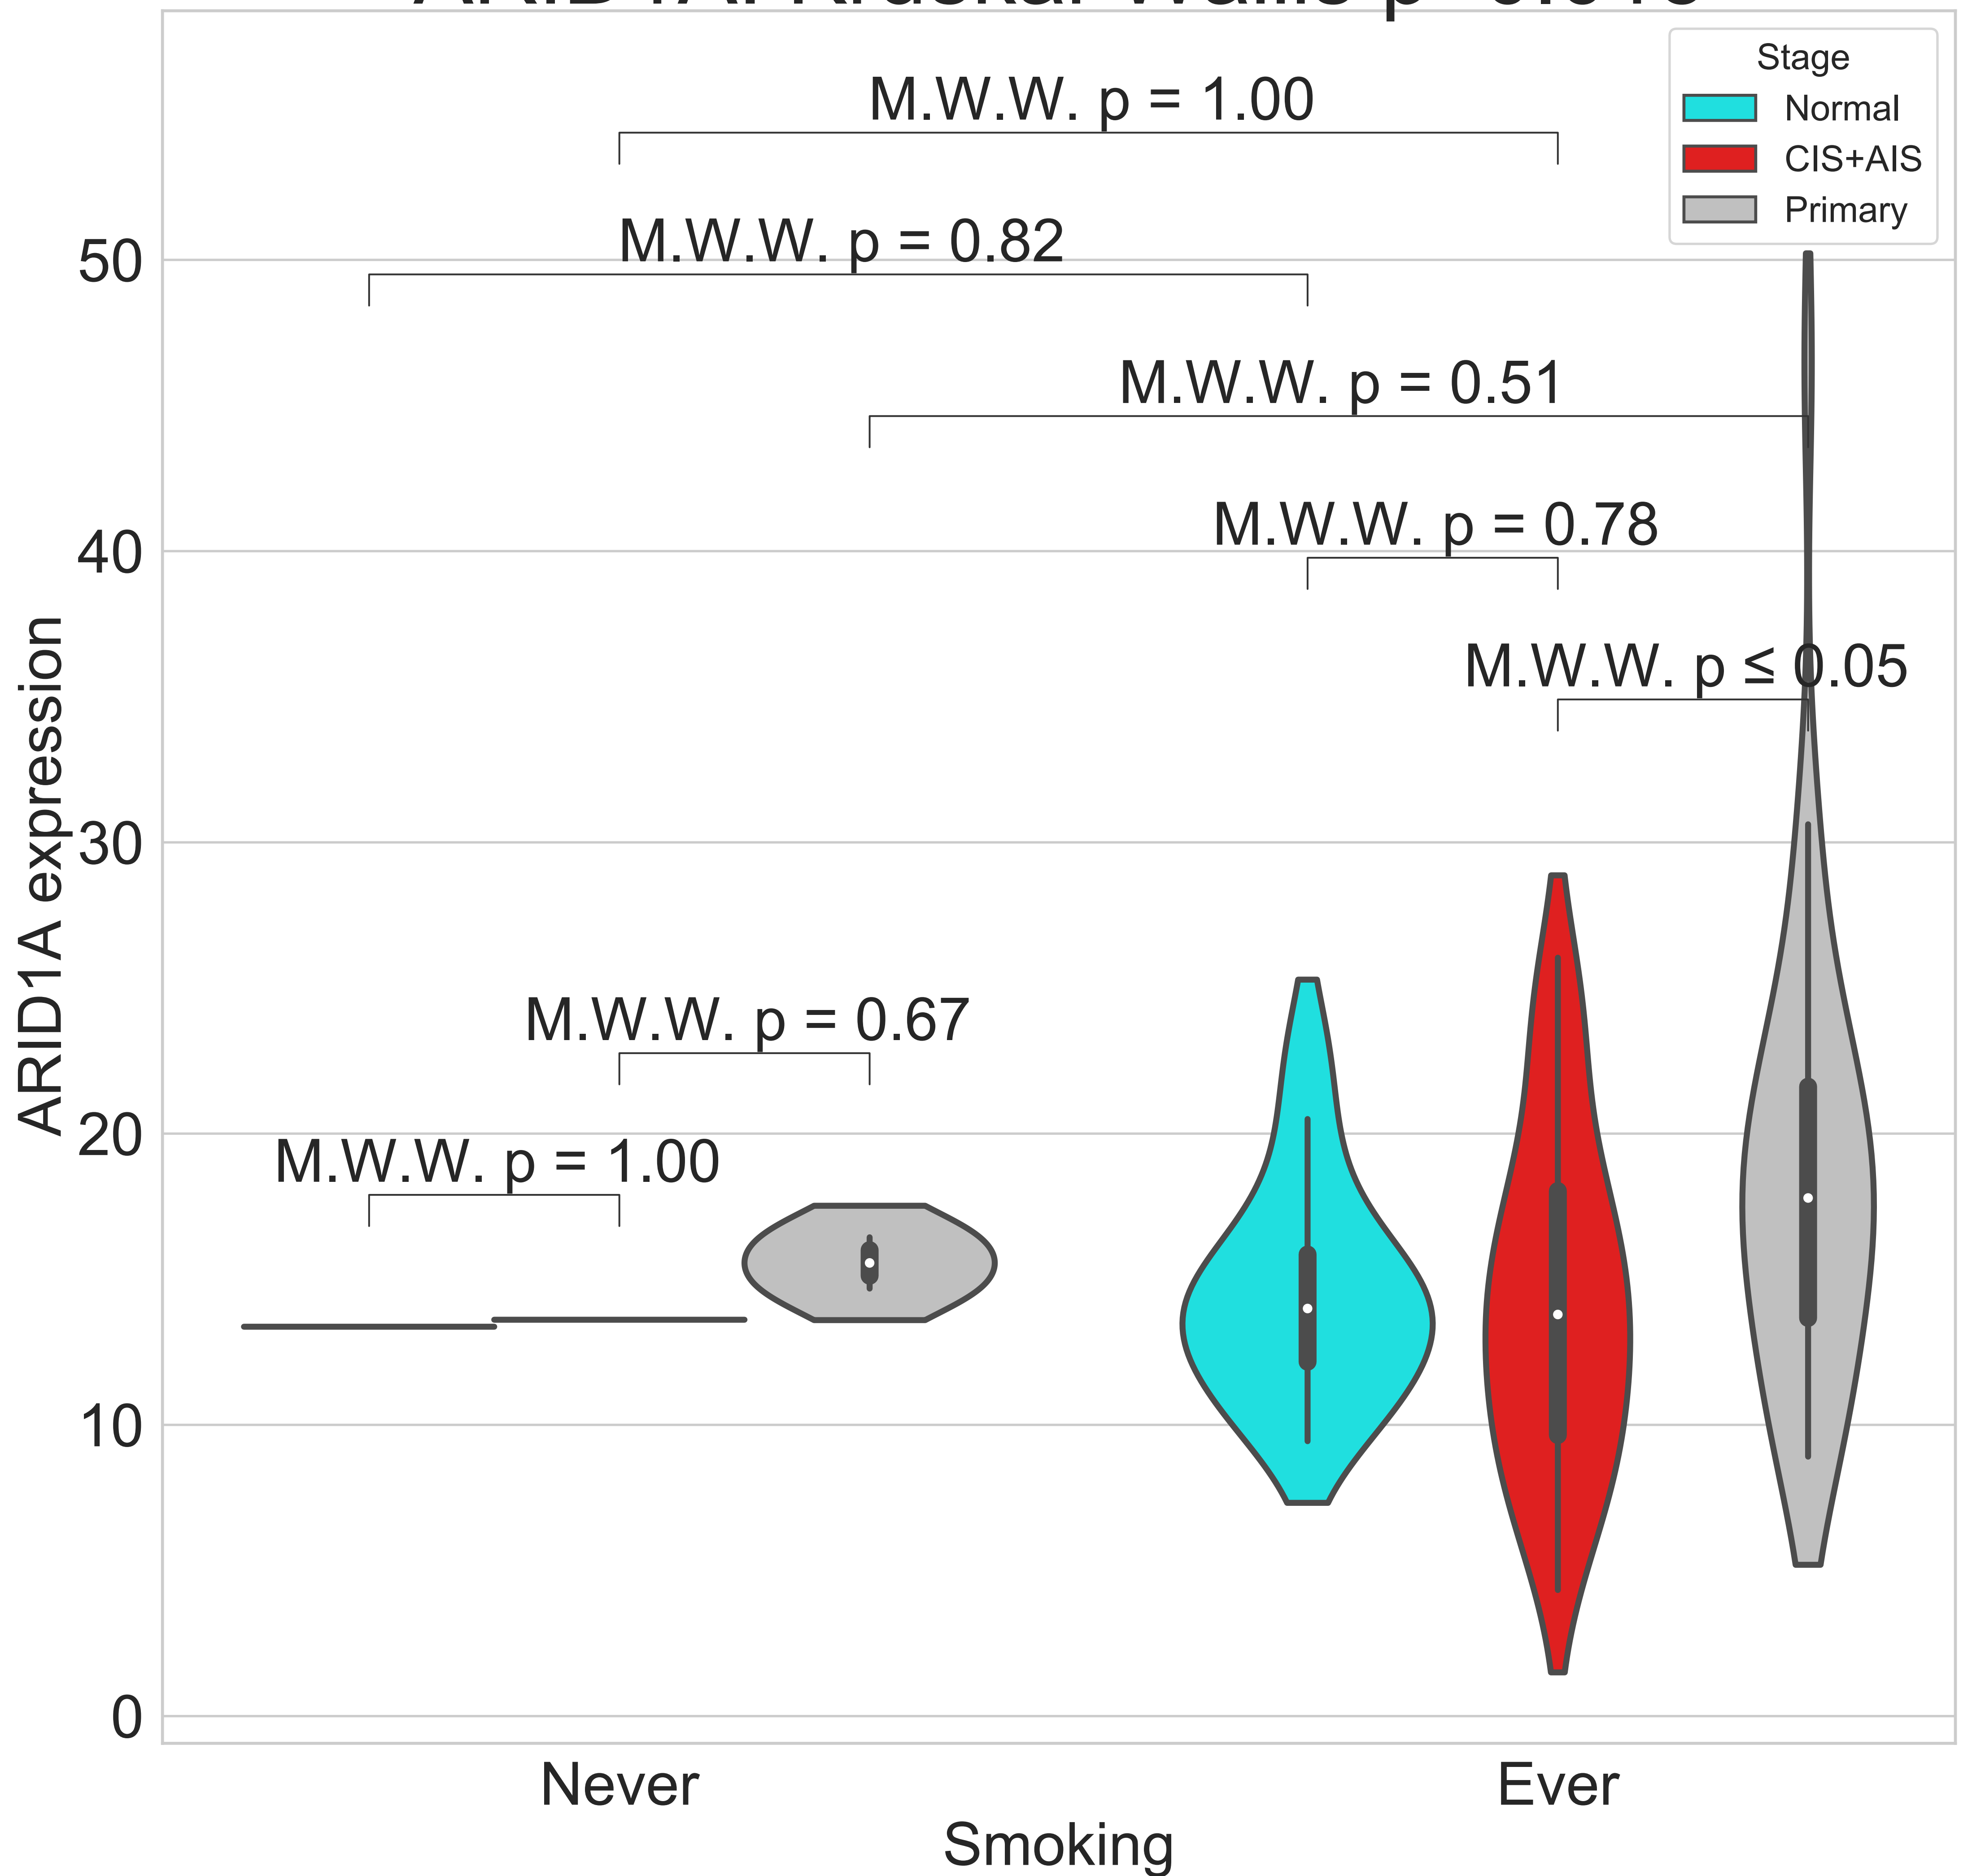 Stage
Normal
CIS+AIS
Primary
M.W.W. p = 1.00
M.W.W. p = 0.82
M.W.W. p = 0.51
M.W.W. p = 0.78
M.W.W. p ≤ 0.05
M.W.W. p = 0.67
M.W.W. p = 1.00
ARID1A expression
50
40
30
20
10
0
Never
Ever
Smoking